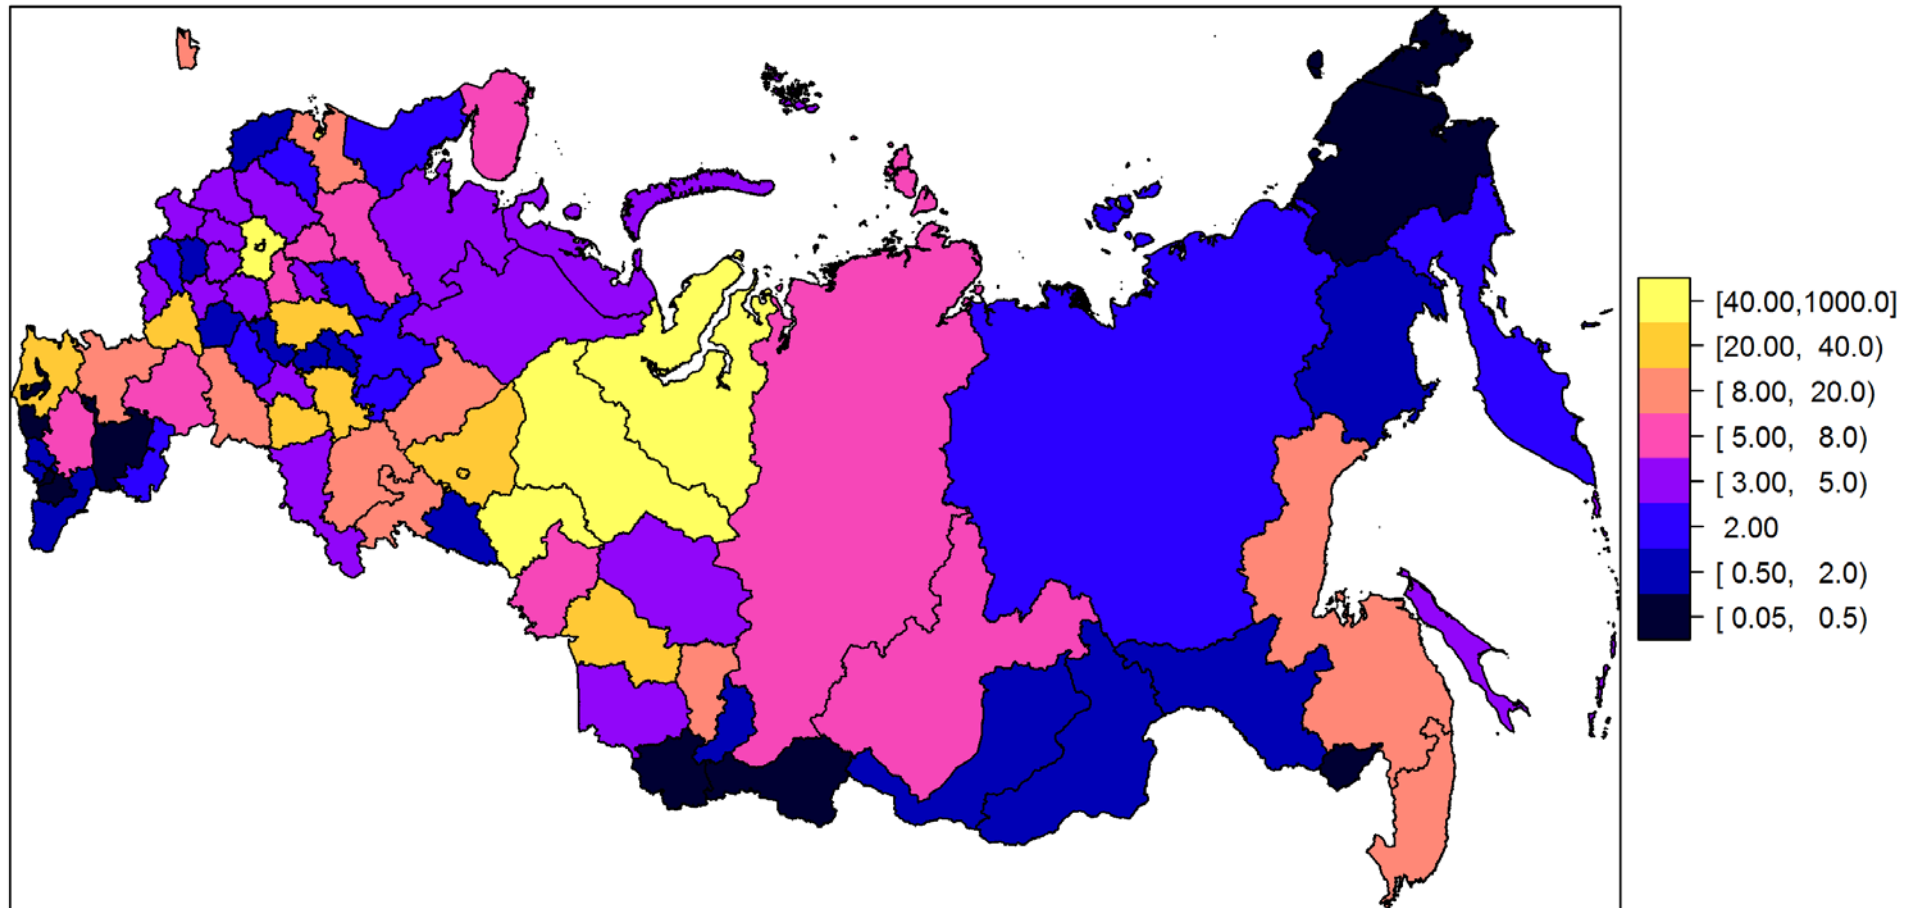 [40.00,1000.0]
[20.00, 40.0)
[ 8.00, 20.0)
[ 5.00, 8.0)
[ 3.00, 5.0)
2.00
[ 0.50, 2.0)
[ 0.05, 0.5)